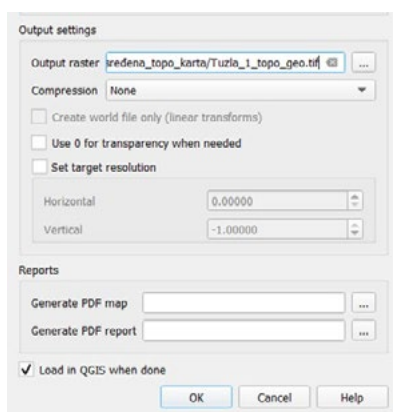 Output settings
Output raster sređena_topo_karta/Tuzla_1_topo_geo.tif ...
Compression None
Create world file only (linear transforms)
Use 0 for transparency when needed
Set target resolution
Horizontal 0.00000
Vertical -1.00000
Reports
Generate PDF map ...
Generate PDF report ...
Load in QGIS when done
OK Cancel Help